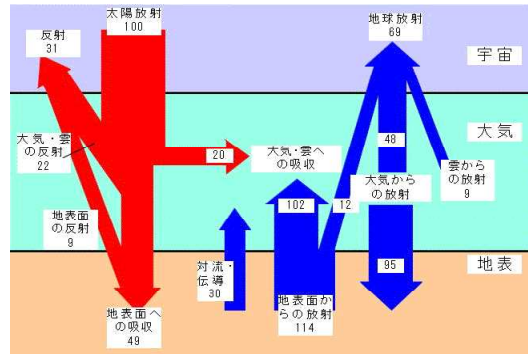 太陽放射
100
地球放射
69
反射
31
宇宙
大気
大気・雲
の反射
22
20
大気・雲へ
の吸収
48
大気から
の放射
雲から
の放射
9
地表面
の反射
9
102
12
地表
対流・
伝導
30
95
地表面へ
の吸収
49
地表面か
らの放射
114